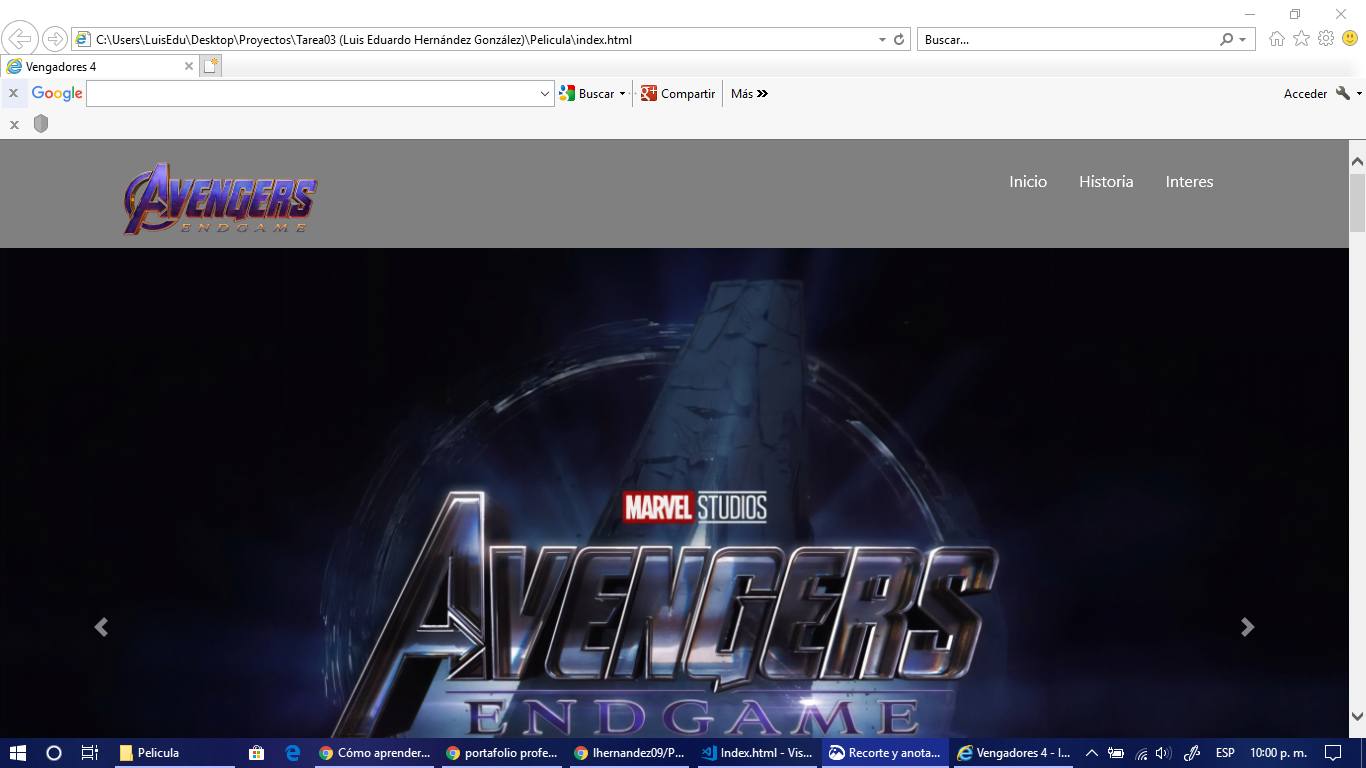 C:\Users\LuisEdu\Desktop\Proyectos\Tarea03 (Luis Eduardo Hernández González)\Pelicula\index.html
Buscar...
Vengadores 4
Google
Buscar
Compartir
Más
Acceder
AVENGERS
ENDGAME
Inicio
Historia
Interes
MARVEL STUDIOS
AVENGERS
ENDGAME
Pelicula
Cómo aprender...
portafolio profe...
lhernandez09/P...
Index.html - Vis...
Recorte y anota...
Vengadores 4 - I...
ESP
10:00 p. m.